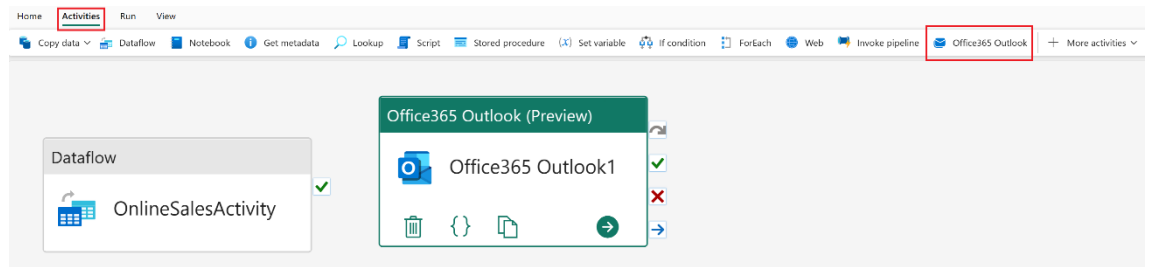 Home Activities Run View
Copy data Dataflow Notebook Get metadata Lookup Script Stored procedure (x) Set variable If condition ForEach Web Invoke pipeline Office365 Outlook + More activities
Office365 Outlook (Preview)
Office365 Outlook1
Dataflow
OnlineSalesActivity
{}